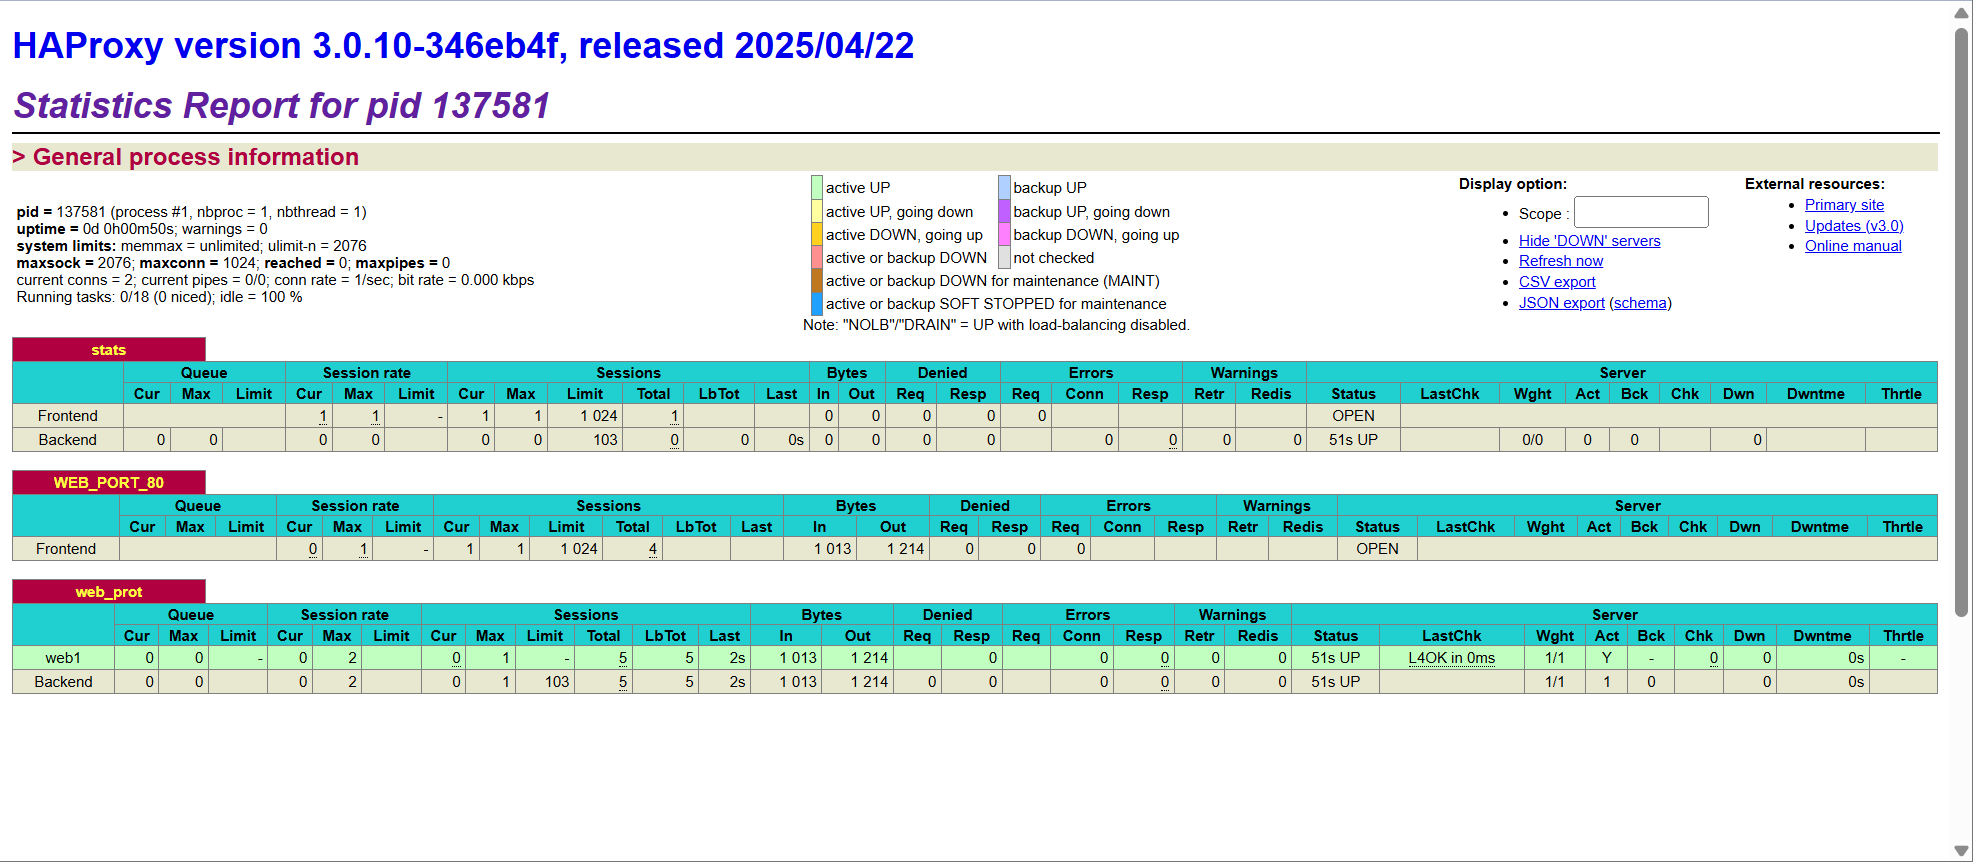 HAProxy version 3.0.10-346eb4f, released 2025/04/22
Statistics Report for pid 137581
> General process information
pid = 137581 (process #1, nbproc = 1, nbthread = 1)
uptime = 0d 0h00m50s; warnings = 0
system limits: memmax = unlimited; ulimit-n = 2076
maxsock = 2076; maxconn = 1024; reached = 0; maxpipes = 0
current conns = 2; current pipes = 0/0; conn rate = 1/sec; bit rate = 0.000 kbps
Running tasks: 0/18 (0 niced); idle = 100 %
active UP backup UP
active UP, going down backup UP, going down
active DOWN, going up backup DOWN, going up
active or backup DOWN not checked
active or backup DOWN for maintenance (MAINT)
active or backup SOFT STOPPED for maintenance
Note: "NOLB"/"DRAIN" = UP with load-balancing disabled.
Display option:
Scope :
Hide 'DOWN' servers
Refresh now
CSV export
JSON export (schema)
External resources:
Primary site
Updates (v3.0)
Online manual
stats
Queue Session rate Sessions Bytes Denied Errors Warnings Server
Cur Max Limit Cur Max Limit Cur Max Limit Total LbTot Last In Out Req Resp Req Conn Resp Retr Redis Status LastChk Wght Act Bck Chk Dwn Dwntme Thrtle
Frontend 1 1 - 1 1 1 024 1 0 0 0 0 0 OPEN
Backend 0 0 0 0 0 0 103 0 0 0s 0 0 0 0 0 0 0 0 51s UP 0/0 0 0 0
WEB_PORT_80
Queue Session rate Sessions Bytes Denied Errors Warnings Server
Cur Max Limit Cur Max Limit Cur Max Limit Total LbTot Last In Out Req Resp Req Conn Resp Retr Redis Status LastChk Wght Act Bck Chk Dwn Dwntme Thrtle
Frontend 0 1 - 1 1 1 024 4 1 013 1 214 0 0 0 OPEN
web_prot
Queue Session rate Sessions Bytes Denied Errors Warnings Server
Cur Max Limit Cur Max Limit Cur Max Limit Total LbTot Last In Out Req Resp Req Conn Resp Retr Redis Status LastChk Wght Act Bck Chk Dwn Dwntme Thrtle
web1 0 0 - 0 2 0 1 - 5 5 2s 1 013 1 214 0 0 0 0 0 51s UP L4OK in 0ms 1/1 Y - 0 0 0s -
Backend 0 0 0 2 0 1 103 5 5 2s 1 013 1 214 0 0 0 0 0 0 51s UP 1/1 1 0 0 0s